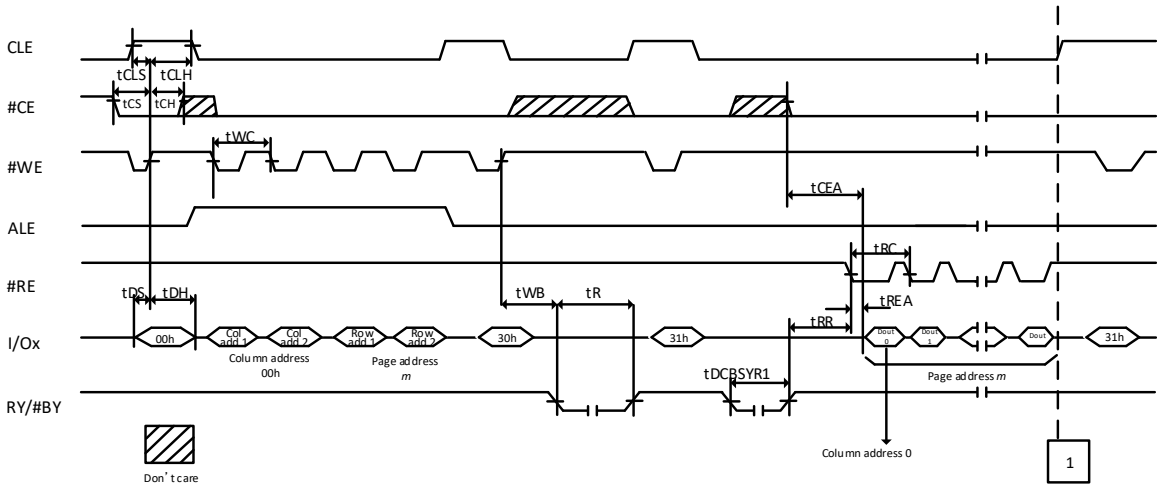 CLE
tCLS tCLH
#CE
tCS tCH
tWC
#WE
tCEA
ALE
tRC
#RE
tDS tDH
tWB tR
tREA
tRR
I/Ox
00h
Col add.1
Col add.2
Row add.1
Row add.2
30h
31h
Dout 0
Dout 1
Dout
31h
Column address
00h
Page address
m
tDCBSYR1
Page address m
RY/#BY
Column address 0
1
Don't care